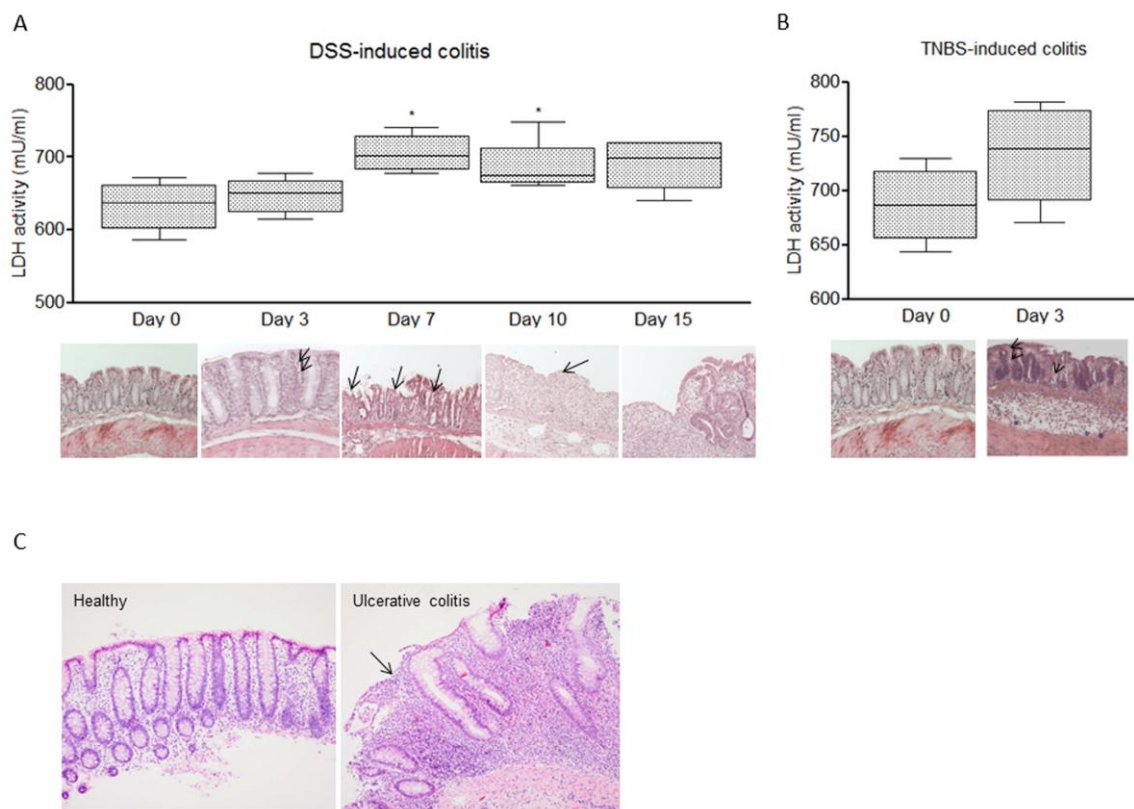 A
DSS-induced colitis
LDH activity (mU/ml)
800
700
600
500
*
*
Day 0
Day 3
Day 7
Day 10
Day 15
B
TNBS-induced colitis
LDH activity (mU/ml)
800
750
700
650
600
Day 0
Day 3
C
Healthy
Ulcerative colitis